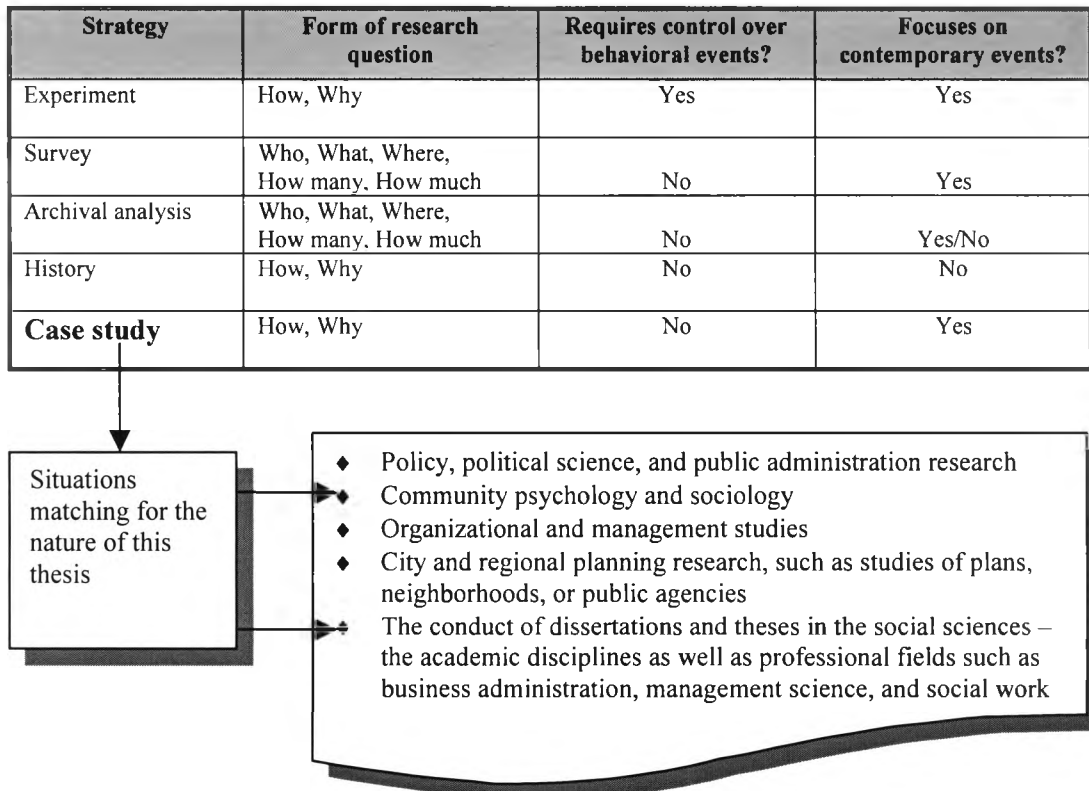 Strategy
Form of research
question
Requires control over
behavioral events?
Focuses on
contemporary events?
Experiment
How, Why
Yes
Yes
Survey
Who, What, Where,
How many, How much
No
Yes
Archival analysis
Who, What, Where,
How many, How much
No
Yes/No
History
How, Why
No
No
Case study
How, Why
No
Yes
Situations
matching for the
nature of this
thesis
♦ Policy, political science, and public administration research
♦ Community psychology and sociology
♦ Organizational and management studies
♦ City and regional planning research, such as studies of plans,
neighborhoods, or public agencies
♦ The conduct of dissertations and theses in the social sciences –
the academic disciplines as well as professional fields such as
business administration, management science, and social work